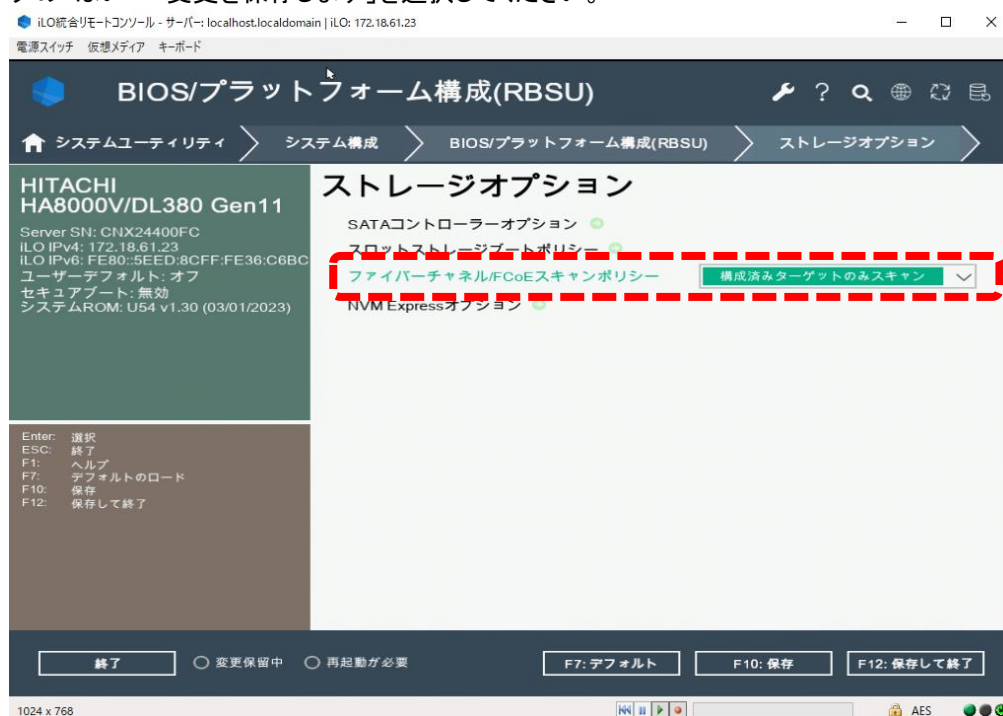 iLO統合リモートコンソール - サーバー: localhost.localdomain | iLO: 172.18.61.23
電源スイッチ 仮想メディア キーボード
BIOS/プラットフォーム構成(RBSU)
システムユーティリティ システム構成 BIOS/プラットフォーム構成(RBSU) ストレージオプション
HITACHI
HA8000V/DL380 Gen11
Server SN: CNX24400FC
iLO IPv4: 172.18.61.23
iLO IPv6: FE80::5EED:8CFF:FE36:C6BC
ユーザーデフォルト: オフ
セキュアブート: 無効
システムROM: U54 v1.30 (03/01/2023)
Enter: 選択
ESC: 終了
F1: ヘルプ
F7: デフォルトのロード
F10: 保存
F12: 保存して終了
ストレージオプション
SATAコントローラーオプション
スロットストレージブートポリシー
ファイバーチャネル/FCoEスキャンポリシー 構成済みターゲットのみスキャン
NVM Expressオプション
終了 変更保留中 再起動が必要 F7: デフォルト F10: 保存 F12: 保存して終了
1024 x 768 AES